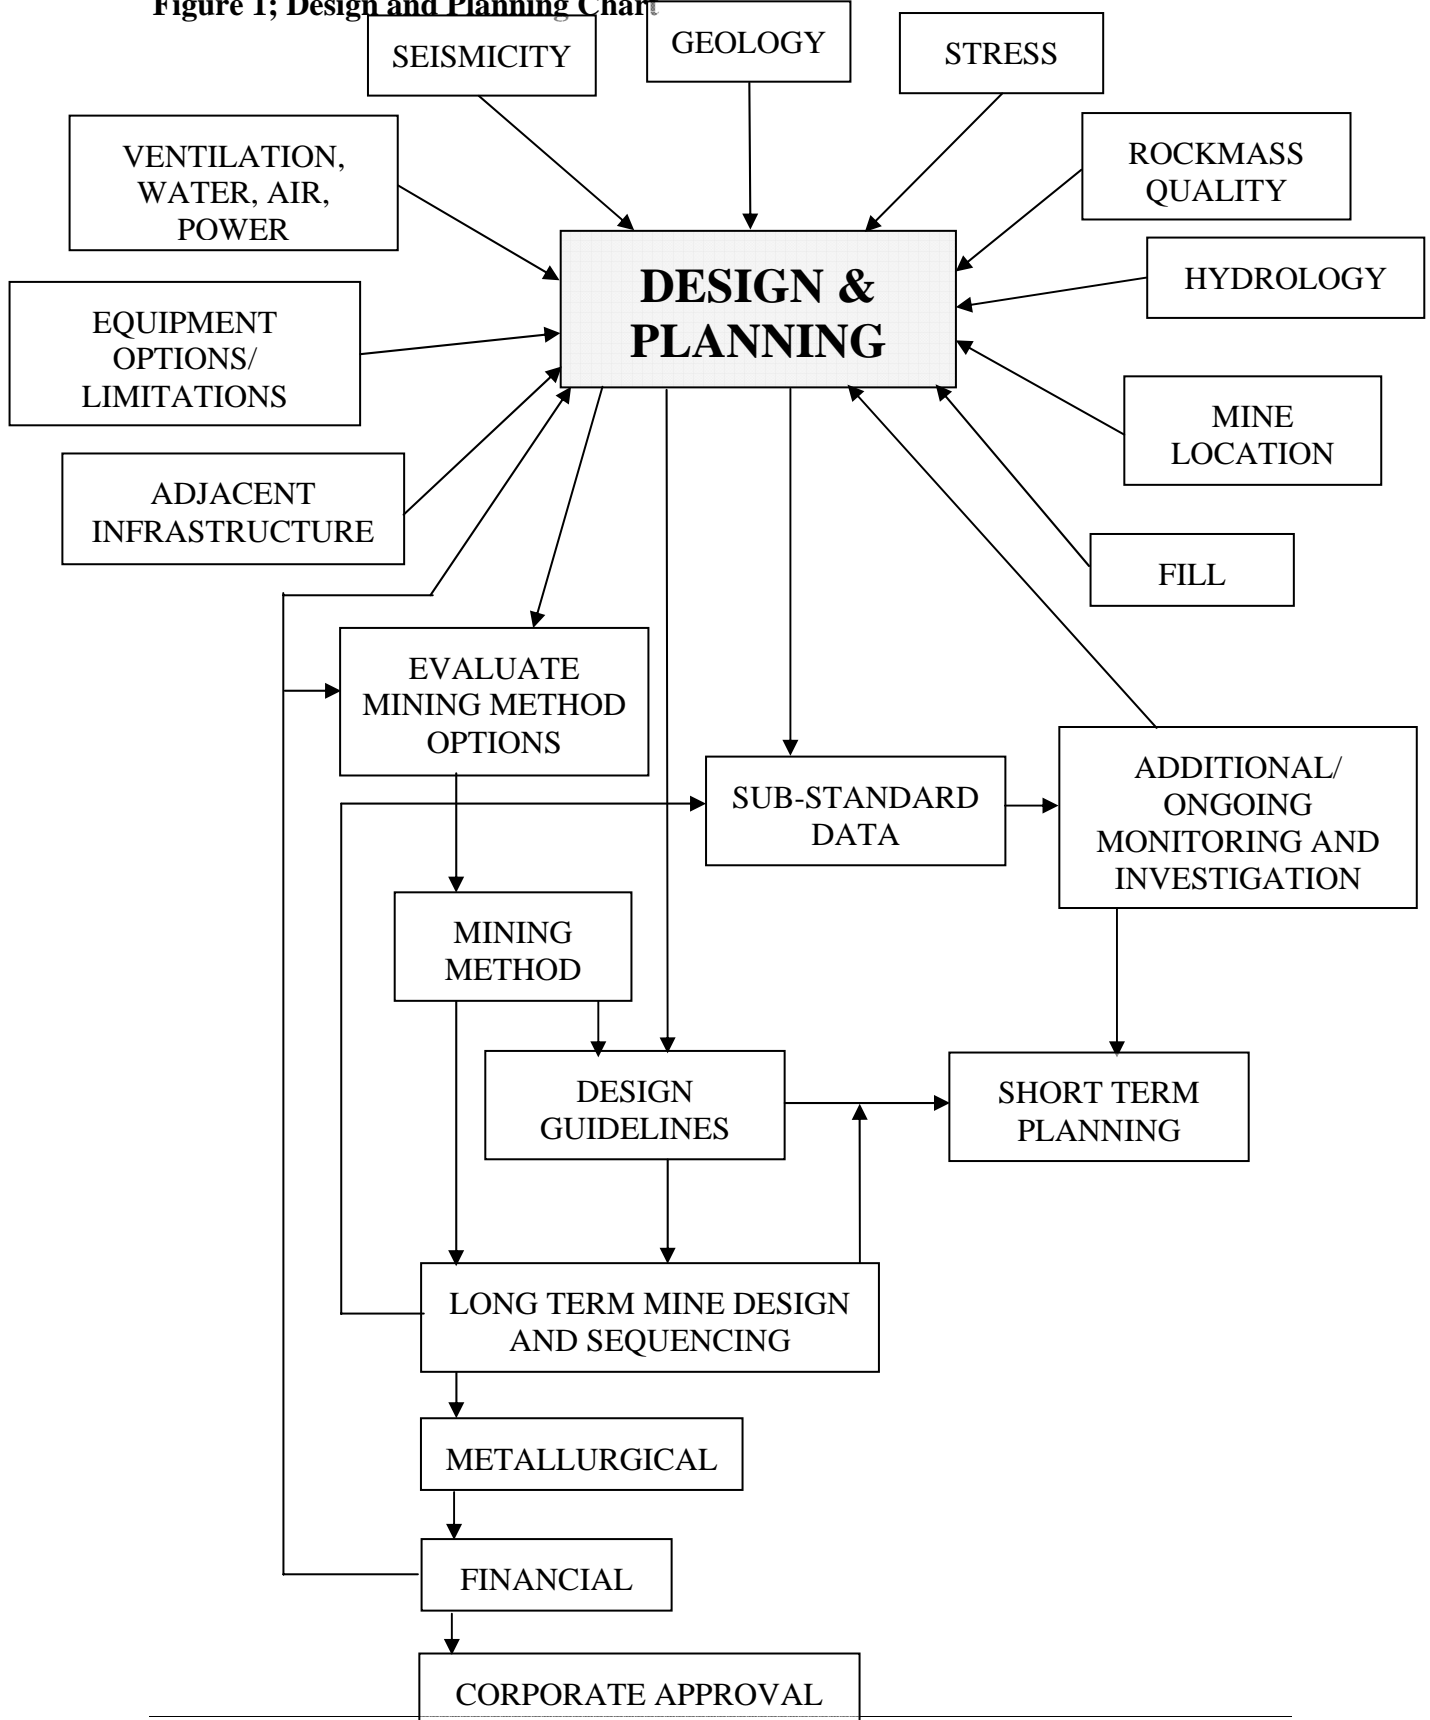 Figure 1; Design and Planning Chart
SEISMICITY
GEOLOGY
STRESS
VENTILATION,
WATER, AIR,
POWER
ROCKMASS
QUALITY
DESIGN &
PLANNING
HYDROLOGY
EQUIPMENT
OPTIONS/
LIMITATIONS
MINE
LOCATION
ADJACENT
INFRASTRUCTURE
FILL
EVALUATE
MINING METHOD
OPTIONS
SUB-STANDARD
DATA
ADDITIONAL/
ONGOING
MONITORING AND
INVESTIGATION
MINING
METHOD
DESIGN
GUIDELINES
SHORT TERM
PLANNING
LONG TERM MINE DESIGN
AND SEQUENCING
METALLURGICAL
FINANCIAL
CORPORATE APPROVAL